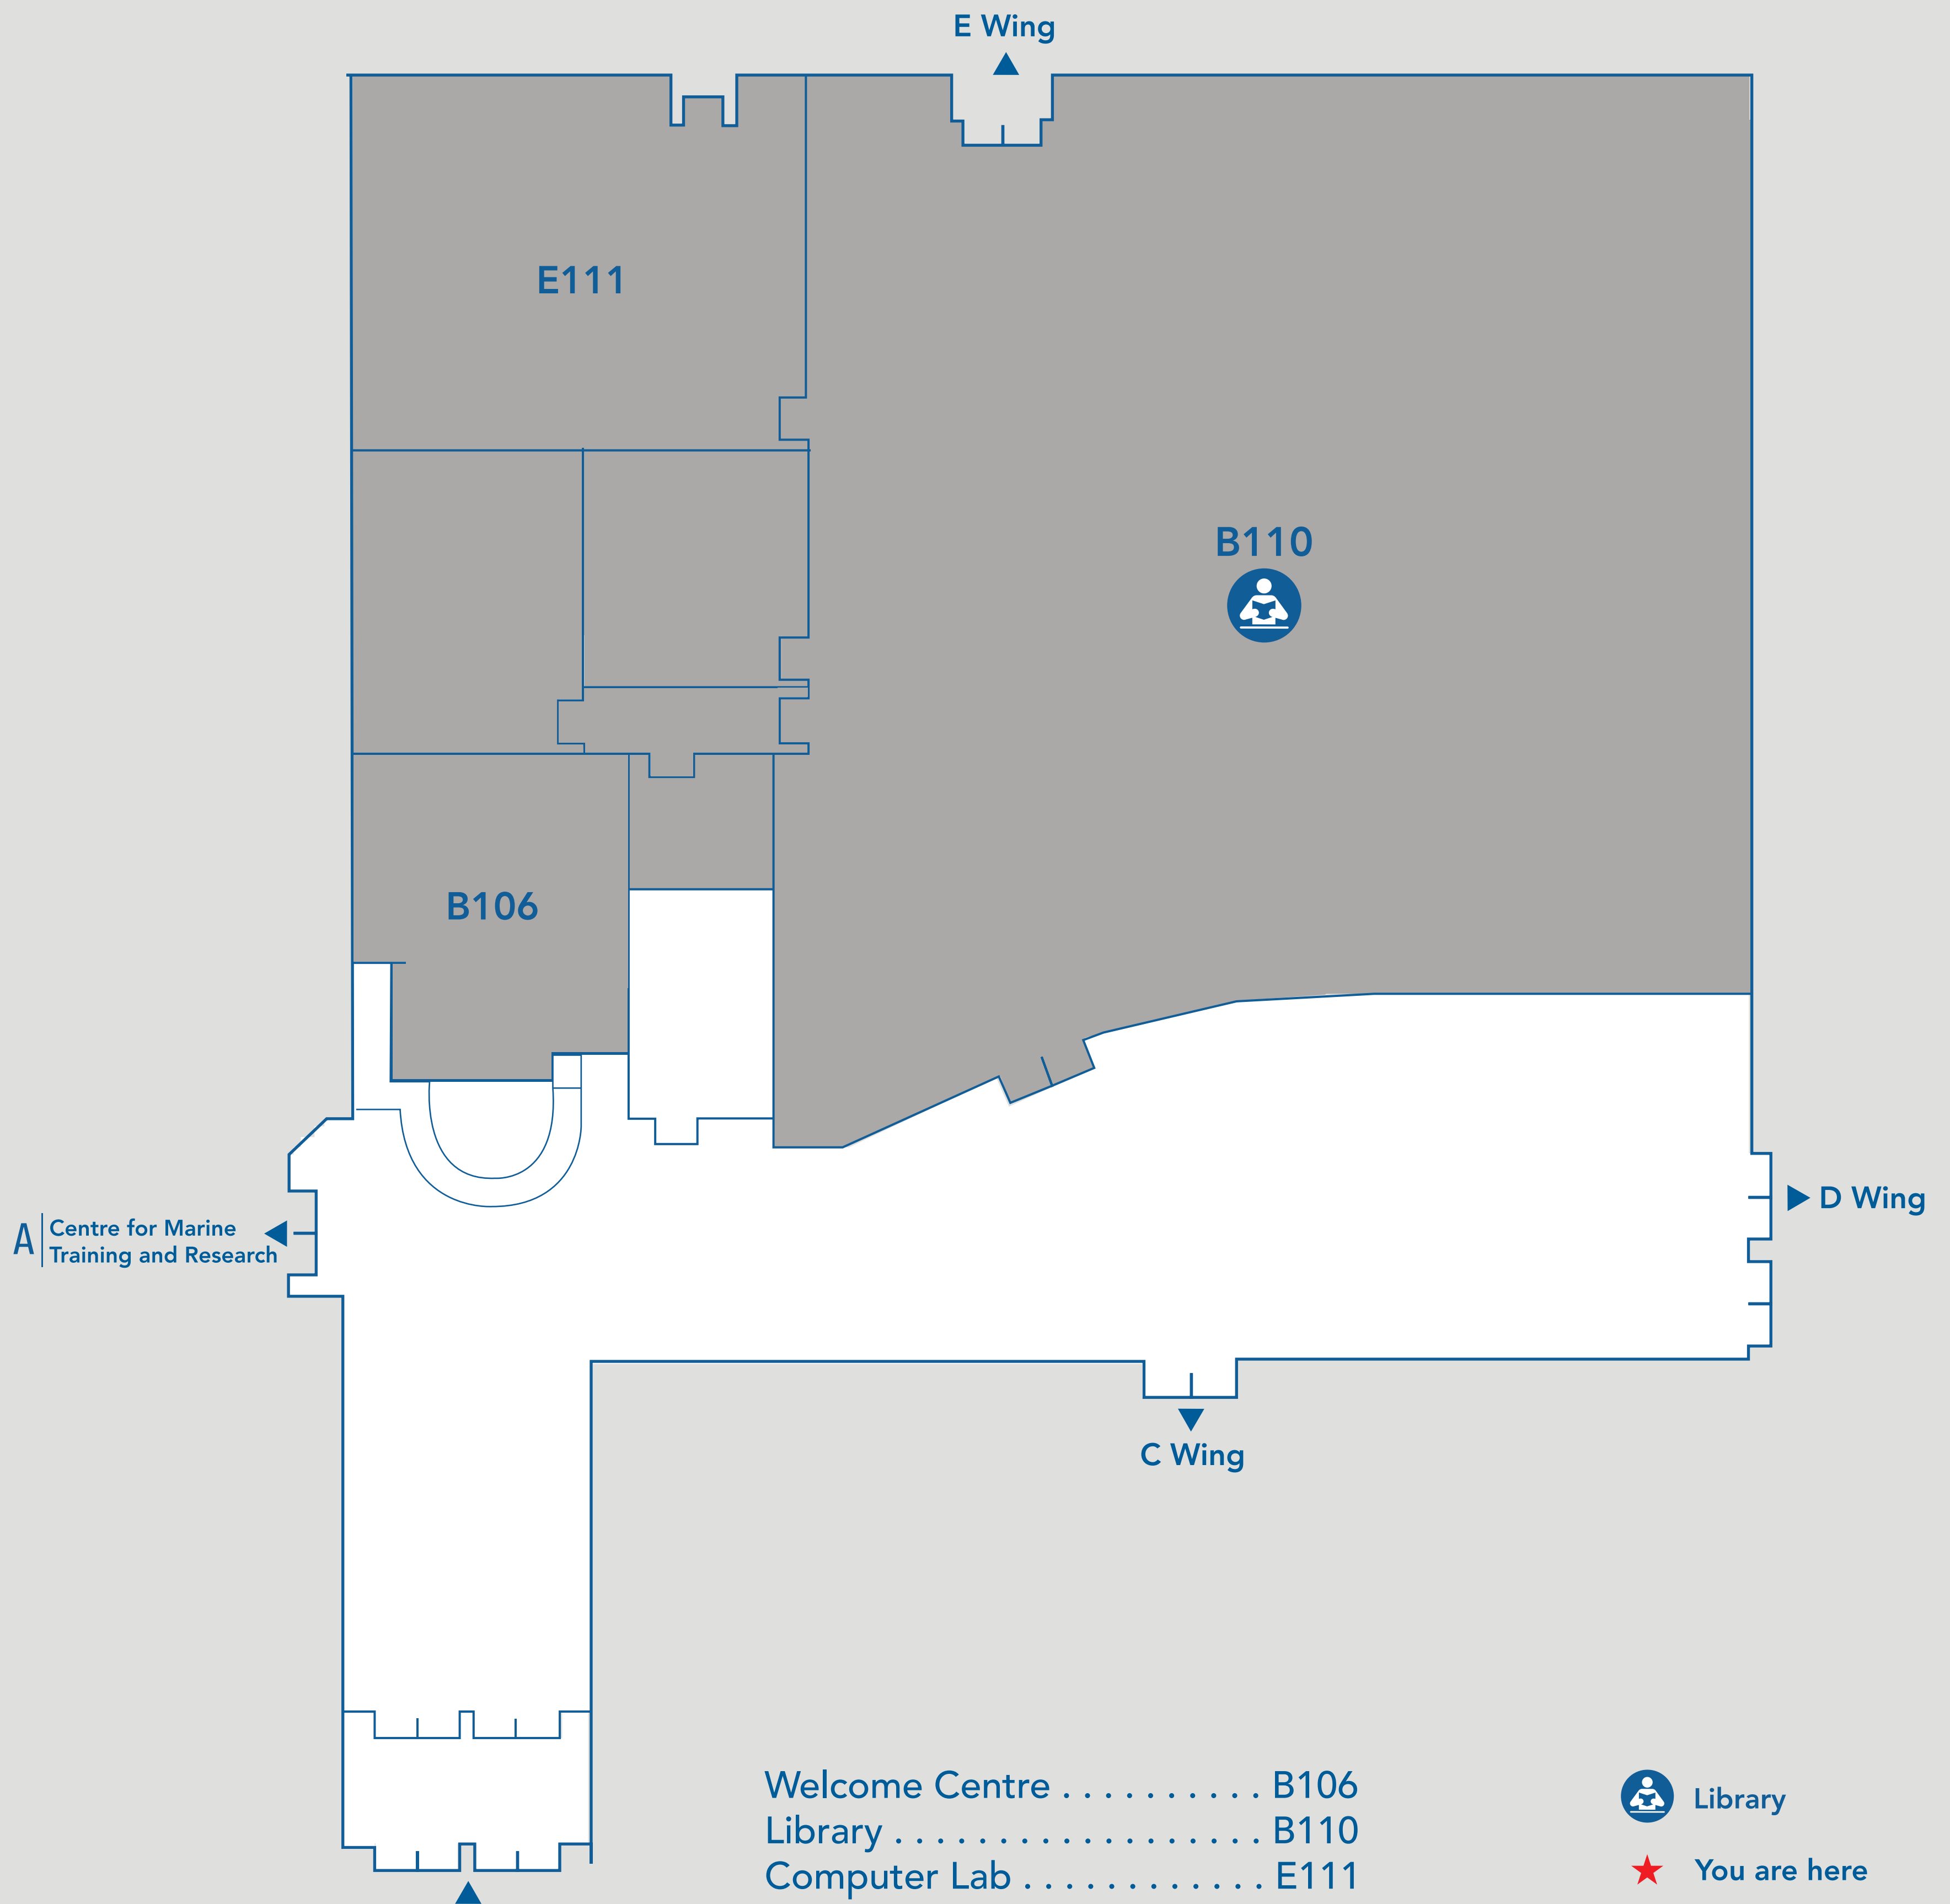 E Wing
E111
B110
B106
A
Centre for Marine
Training and Research
D Wing
C Wing
Welcome Centre . . . . . . . . . . B106
Library . . . . . . . . . . . . . . . . . . B110
Computer Lab . . . . . . . . . . . . E111
Library
You are here